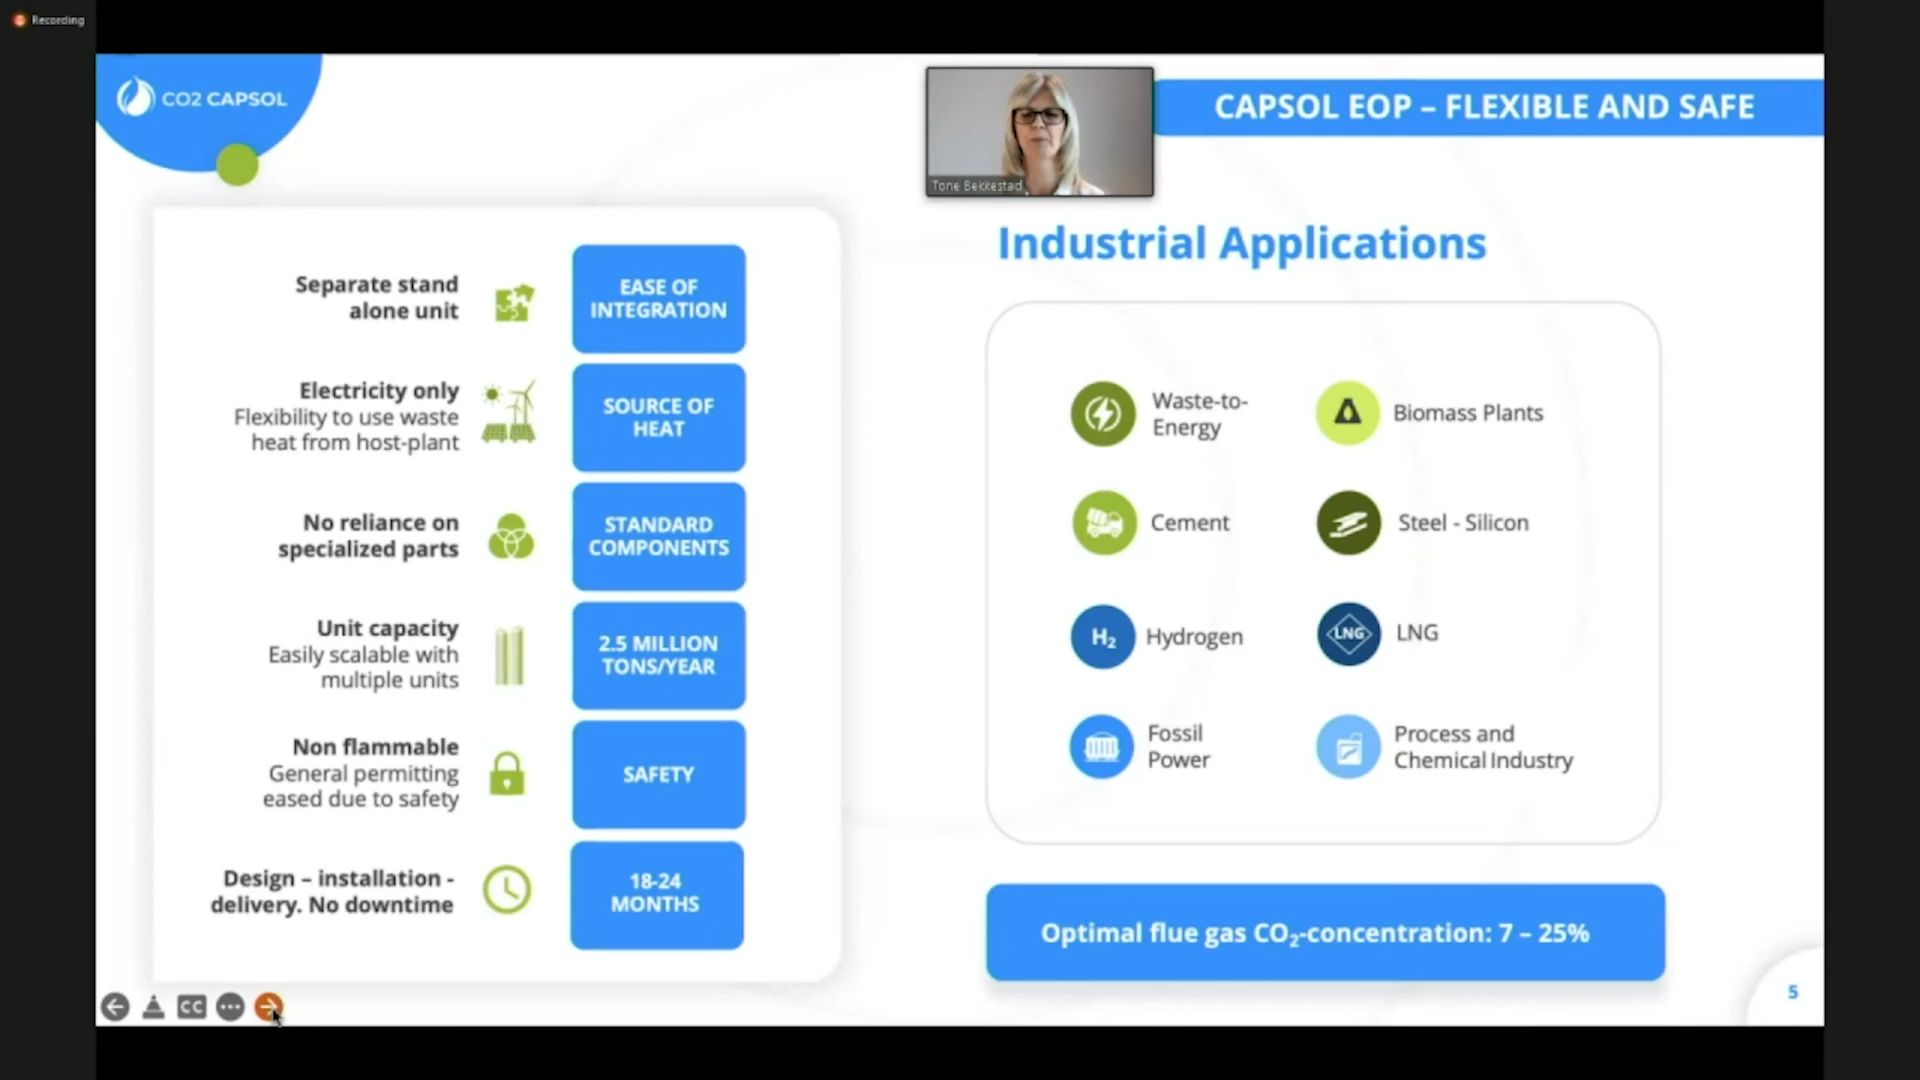 Recording
CO2 CAPSOL
Tone Bekkestad
CAPSOL EOP – FLEXIBLE AND SAFE
Separate stand
alone unit
EASE OF
INTEGRATION
Electricity only
Flexibility to use waste
heat from host-plant
SOURCE OF
HEAT
No reliance on
specialized parts
STANDARD
COMPONENTS
Unit capacity
Easily scalable with
multiple units
2.5 MILLION
TONS/YEAR
Non flammable
General permitting
eased due to safety
SAFETY
Design – installation -
delivery. No downtime
18-24
MONTHS
Industrial Applications
Waste-to-
Energy
Biomass Plants
Cement
Steel - Silicon
H₂ Hydrogen
LNG LNG
Fossil
Power
Process and
Chemical Industry
Optimal flue gas CO₂-concentration: 7 – 25%
CC
5